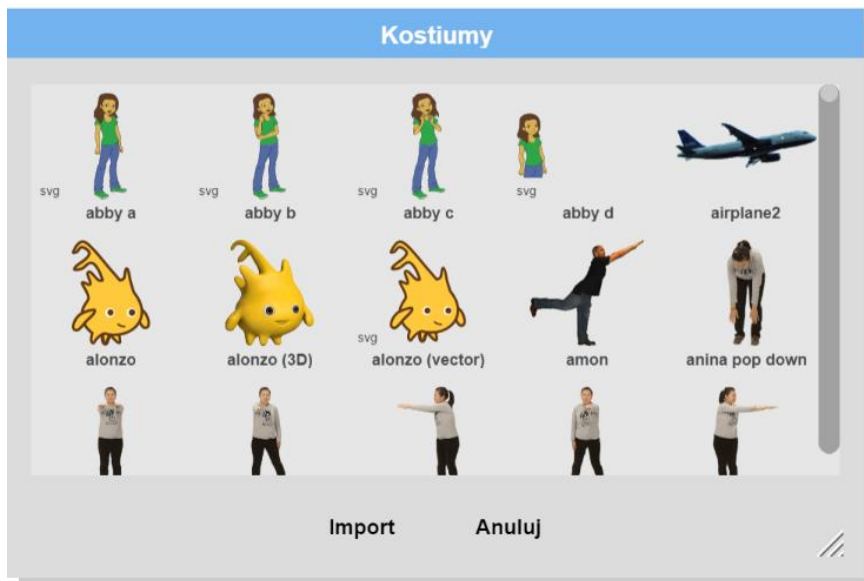 Kostiumy
svg svg svg svg
abby a abby b abby c abby d airplane2
svg
alonzo alonzo (3D) alonzo (vector) amon anina pop down
Import Anuluj